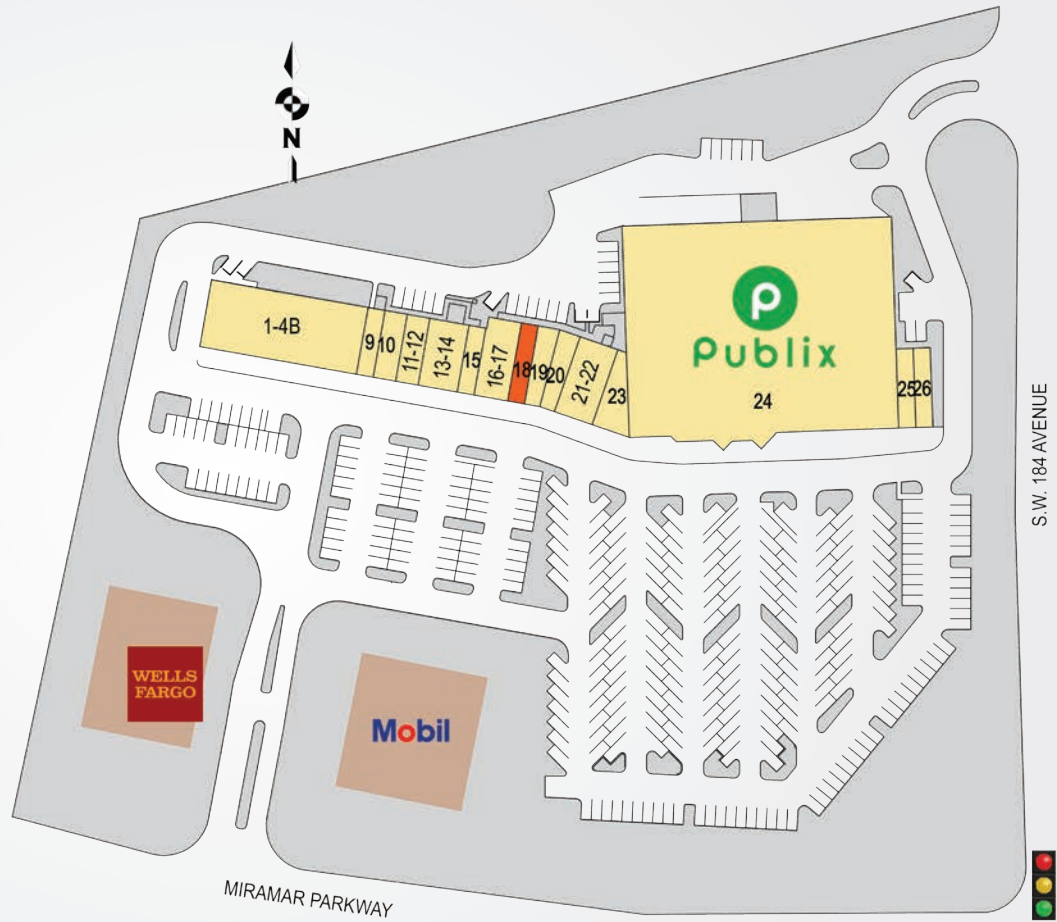 N
1-4B
9
10
11-12
13-14
15
16-17
18
19
20
21-22
23
Publix
24
25
26
S.W. 184 AVENUE
WELLS
FARGO
Mobil
MIRAMAR PARKWAY